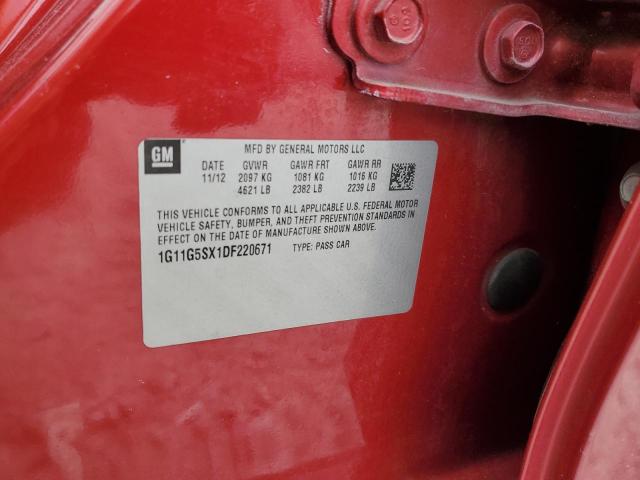 GM
MFD BY GENERAL MOTORS LLC
DATE GVWR GAWR FRT GAWR RR
11/12 2097 KG 1081 KG 1016 KG
4621 LB 2382 LB 2239 LB
THIS VEHICLE CONFORMS TO ALL APPLICABLE U.S. FEDERAL MOTOR
VEHICLE SAFETY, BUMPER, AND THEFT PREVENTION STANDARDS IN
EFFECT ON THE DATE OF MANUFACTURE SHOWN ABOVE.
1G11G5SX1DF220671 TYPE: PASS CAR